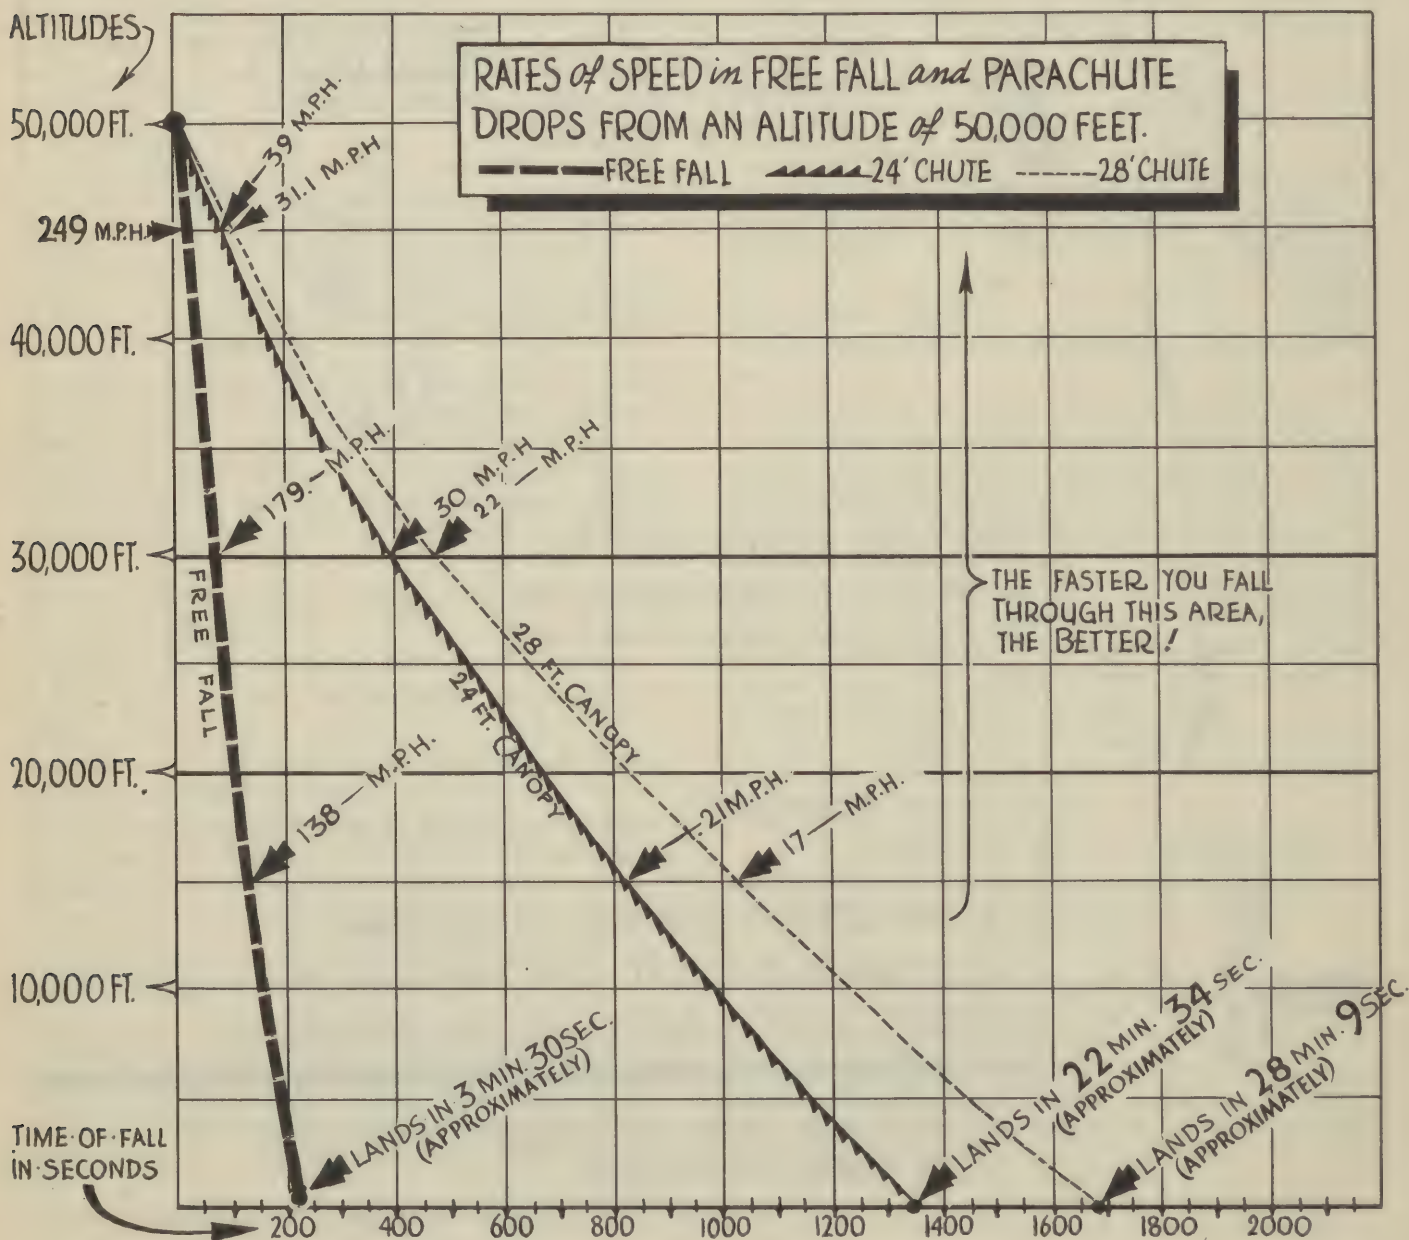 ALTITUDES
RATES of SPEED in FREE FALL and PARACHUTE
DROPS FROM AN ALTITUDE of 50,000 FEET.
FREE FALL 24' CHUTE 28' CHUTE
50,000 FT.
39 M.P.H.
31.1 M.P.H
249 M.P.H.
40,000 FT.
179.— M.P.H.
30 M.P.H
22 — M.P.H
30,000 FT.
THE FASTER YOU FALL
THROUGH THIS AREA,
THE BETTER!
FREE FALL
28 FT. CANOPY
24 FT. CANOPY
20,000 FT.
138 — M.P.H.
21 M.P.H.
17 — M.P.H.
10,000 FT.
LANDS IN 3 MIN. 30 SEC.
(APPROXIMATELY)
LANDS IN 22 MIN. 34 SEC.
(APPROXIMATELY)
LANDS IN 28 MIN. 9 SEC.
(APPROXIMATELY)
TIME·OF·FALL
IN·SECONDS
200 400 600 800 1000 1200 1400 1600 1800 2000